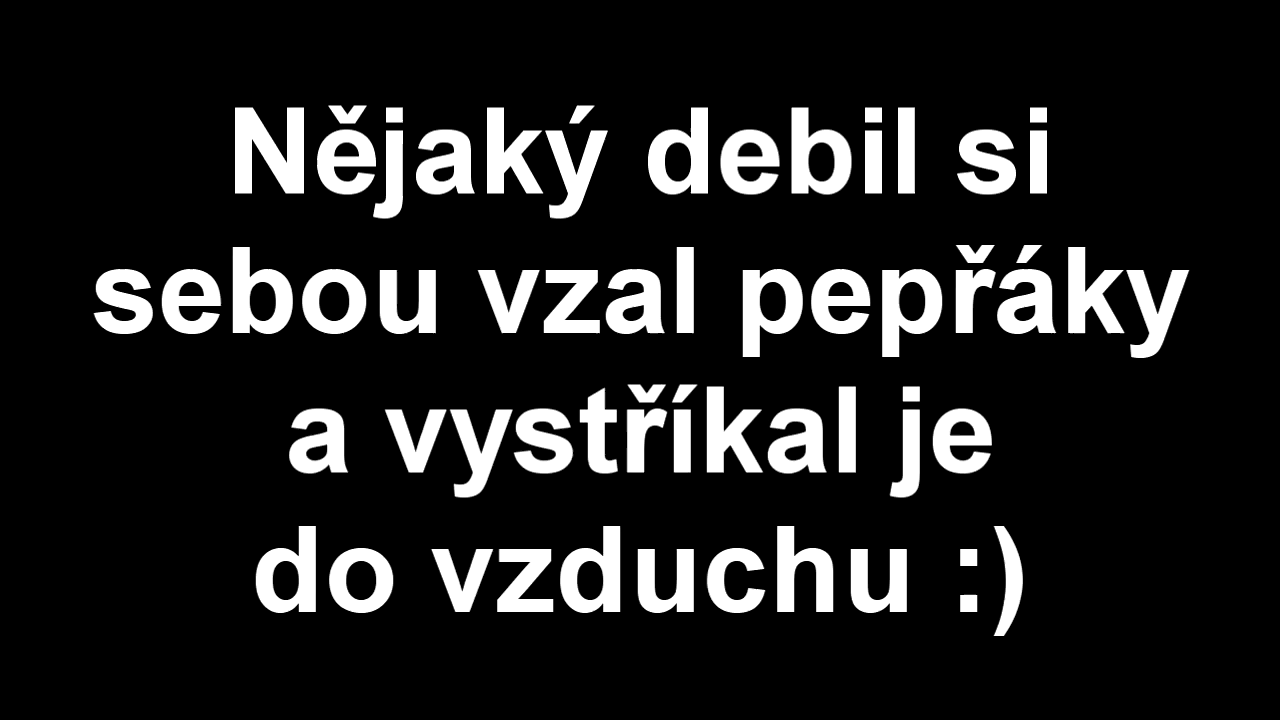 Nějaký debil si
sebou vzal pepřáky
a vystříkal je
do vzduchu :)